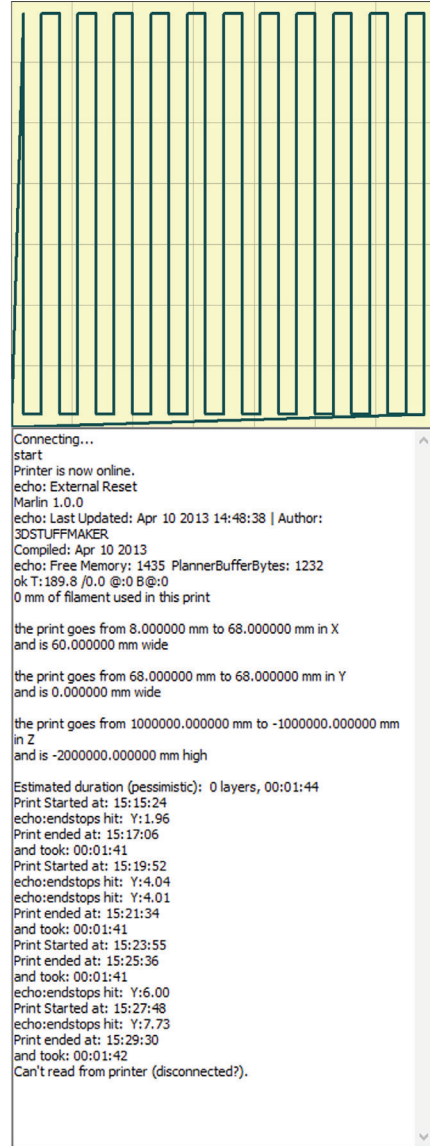 Connecting...
start
Printer is now online.
echo: External Reset
Marlin 1.0.0
echo: Last Updated: Apr 10 2013 14:48:38 | Author:
3DSTUFFMAKER
Compiled: Apr 10 2013
echo: Free Memory: 1435 PlannerBufferBytes: 1232
ok T:189.8 /0.0 @:0 B@:0
0 mm of filament used in this print
the print goes from 8.000000 mm to 68.000000 mm in X
and is 60.000000 mm wide
the print goes from 68.000000 mm to 68.000000 mm in Y
and is 0.000000 mm wide
the print goes from 1000000.000000 mm to -1000000.000000 mm
in Z
and is -2000000.000000 mm high
Estimated duration (pessimistic): 0 layers, 00:01:44
Print Started at: 15:15:24
echo:endstops hit: Y:1.96
Print ended at: 15:17:06
and took: 00:01:41
Print Started at: 15:19:52
echo:endstops hit: Y:4.04
echo:endstops hit: Y:4.01
Print ended at: 15:21:34
and took: 00:01:41
Print Started at: 15:23:55
Print ended at: 15:25:36
and took: 00:01:41
echo:endstops hit: Y:6.00
Print Started at: 15:27:48
echo:endstops hit: Y:7.73
Print ended at: 15:29:30
and took: 00:01:42
Can't read from printer (disconnected?).